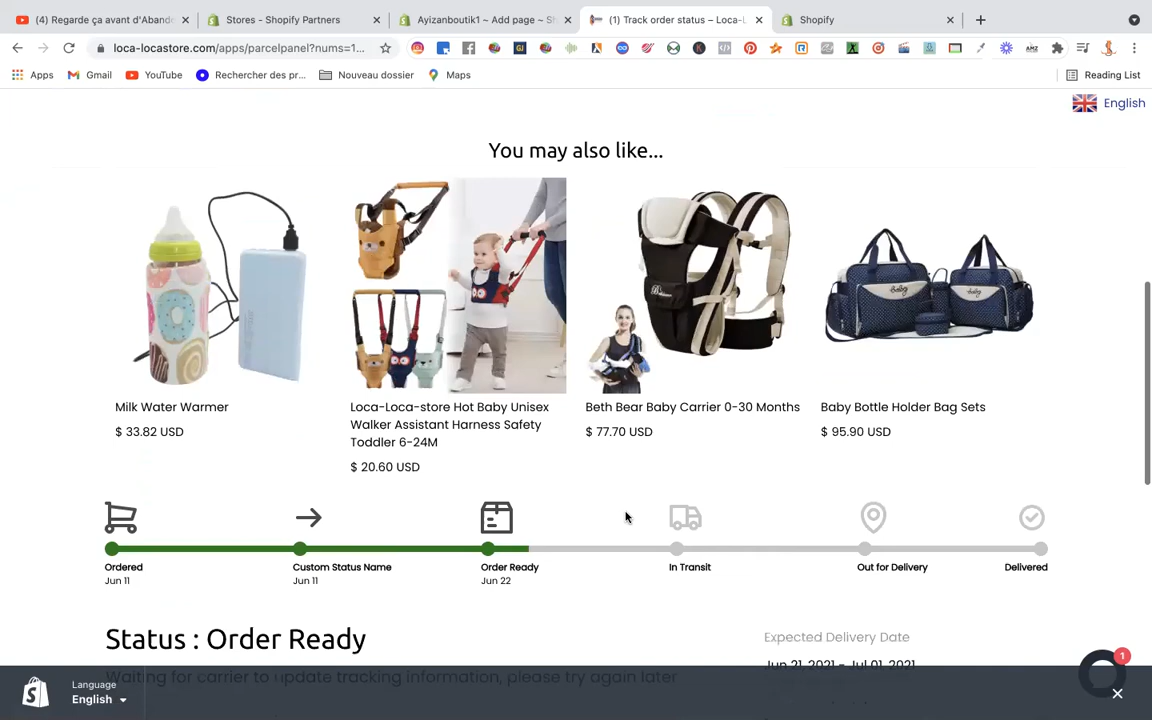 (4) Regarde ça avant d'Aband
Stores - Shopify Partners
Ayizanboutik1 ~ Add page ~ Sh
(1) Track order status – Loca-L
Shopify
loca-locastore.com/apps/parcelpanel?nums=1...
Apps
Gmail
YouTube
Rechercher des pr...
Nouveau dossier
Maps
Reading List
English
You may also like...
Milk Water Warmer
$ 33.82 USD
Loca-Loca-store Hot Baby Unisex
Walker Assistant Harness Safety
Toddler 6-24M
$ 20.60 USD
Beth Bear Baby Carrier 0-30 Months
$ 77.70 USD
Baby Bottle Holder Bag Sets
$ 95.90 USD
Ordered
Jun 11
Custom Status Name
Jun 11
Order Ready
Jun 22
In Transit
Out for Delivery
Delivered
Status : Order Ready
Waiting for carrier to update tracking information, please try again later
Expected Delivery Date
Jun 21, 2021 - Jul 01, 2021
Language
English
1